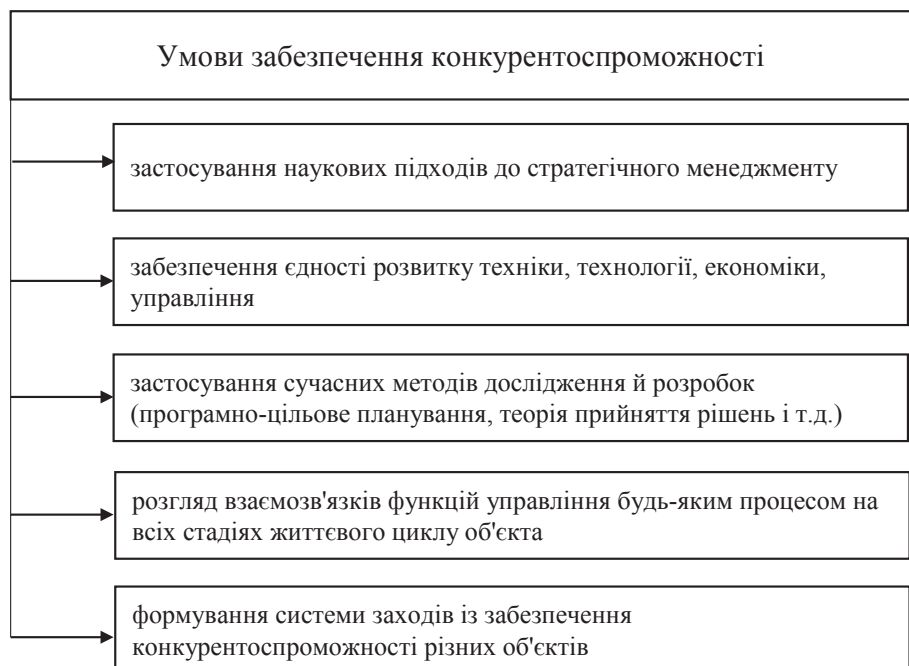 Умови забезпечення конкурентоспроможності
застосування наукових підходів до стратегічного менеджменту
забезпечення єдності розвитку техніки, технології, економіки,
управління
застосування сучасних методів дослідження й розробок
(програмно-цільове планування, теорія прийняття рішень і т.д.)
розгляд взаємозв'язків функцій управління будь-яким процесом на
всіх стадіях життєвого циклу об'єкта
формування системи заходів із забезпечення
конкурентоспроможності різних об'єктів